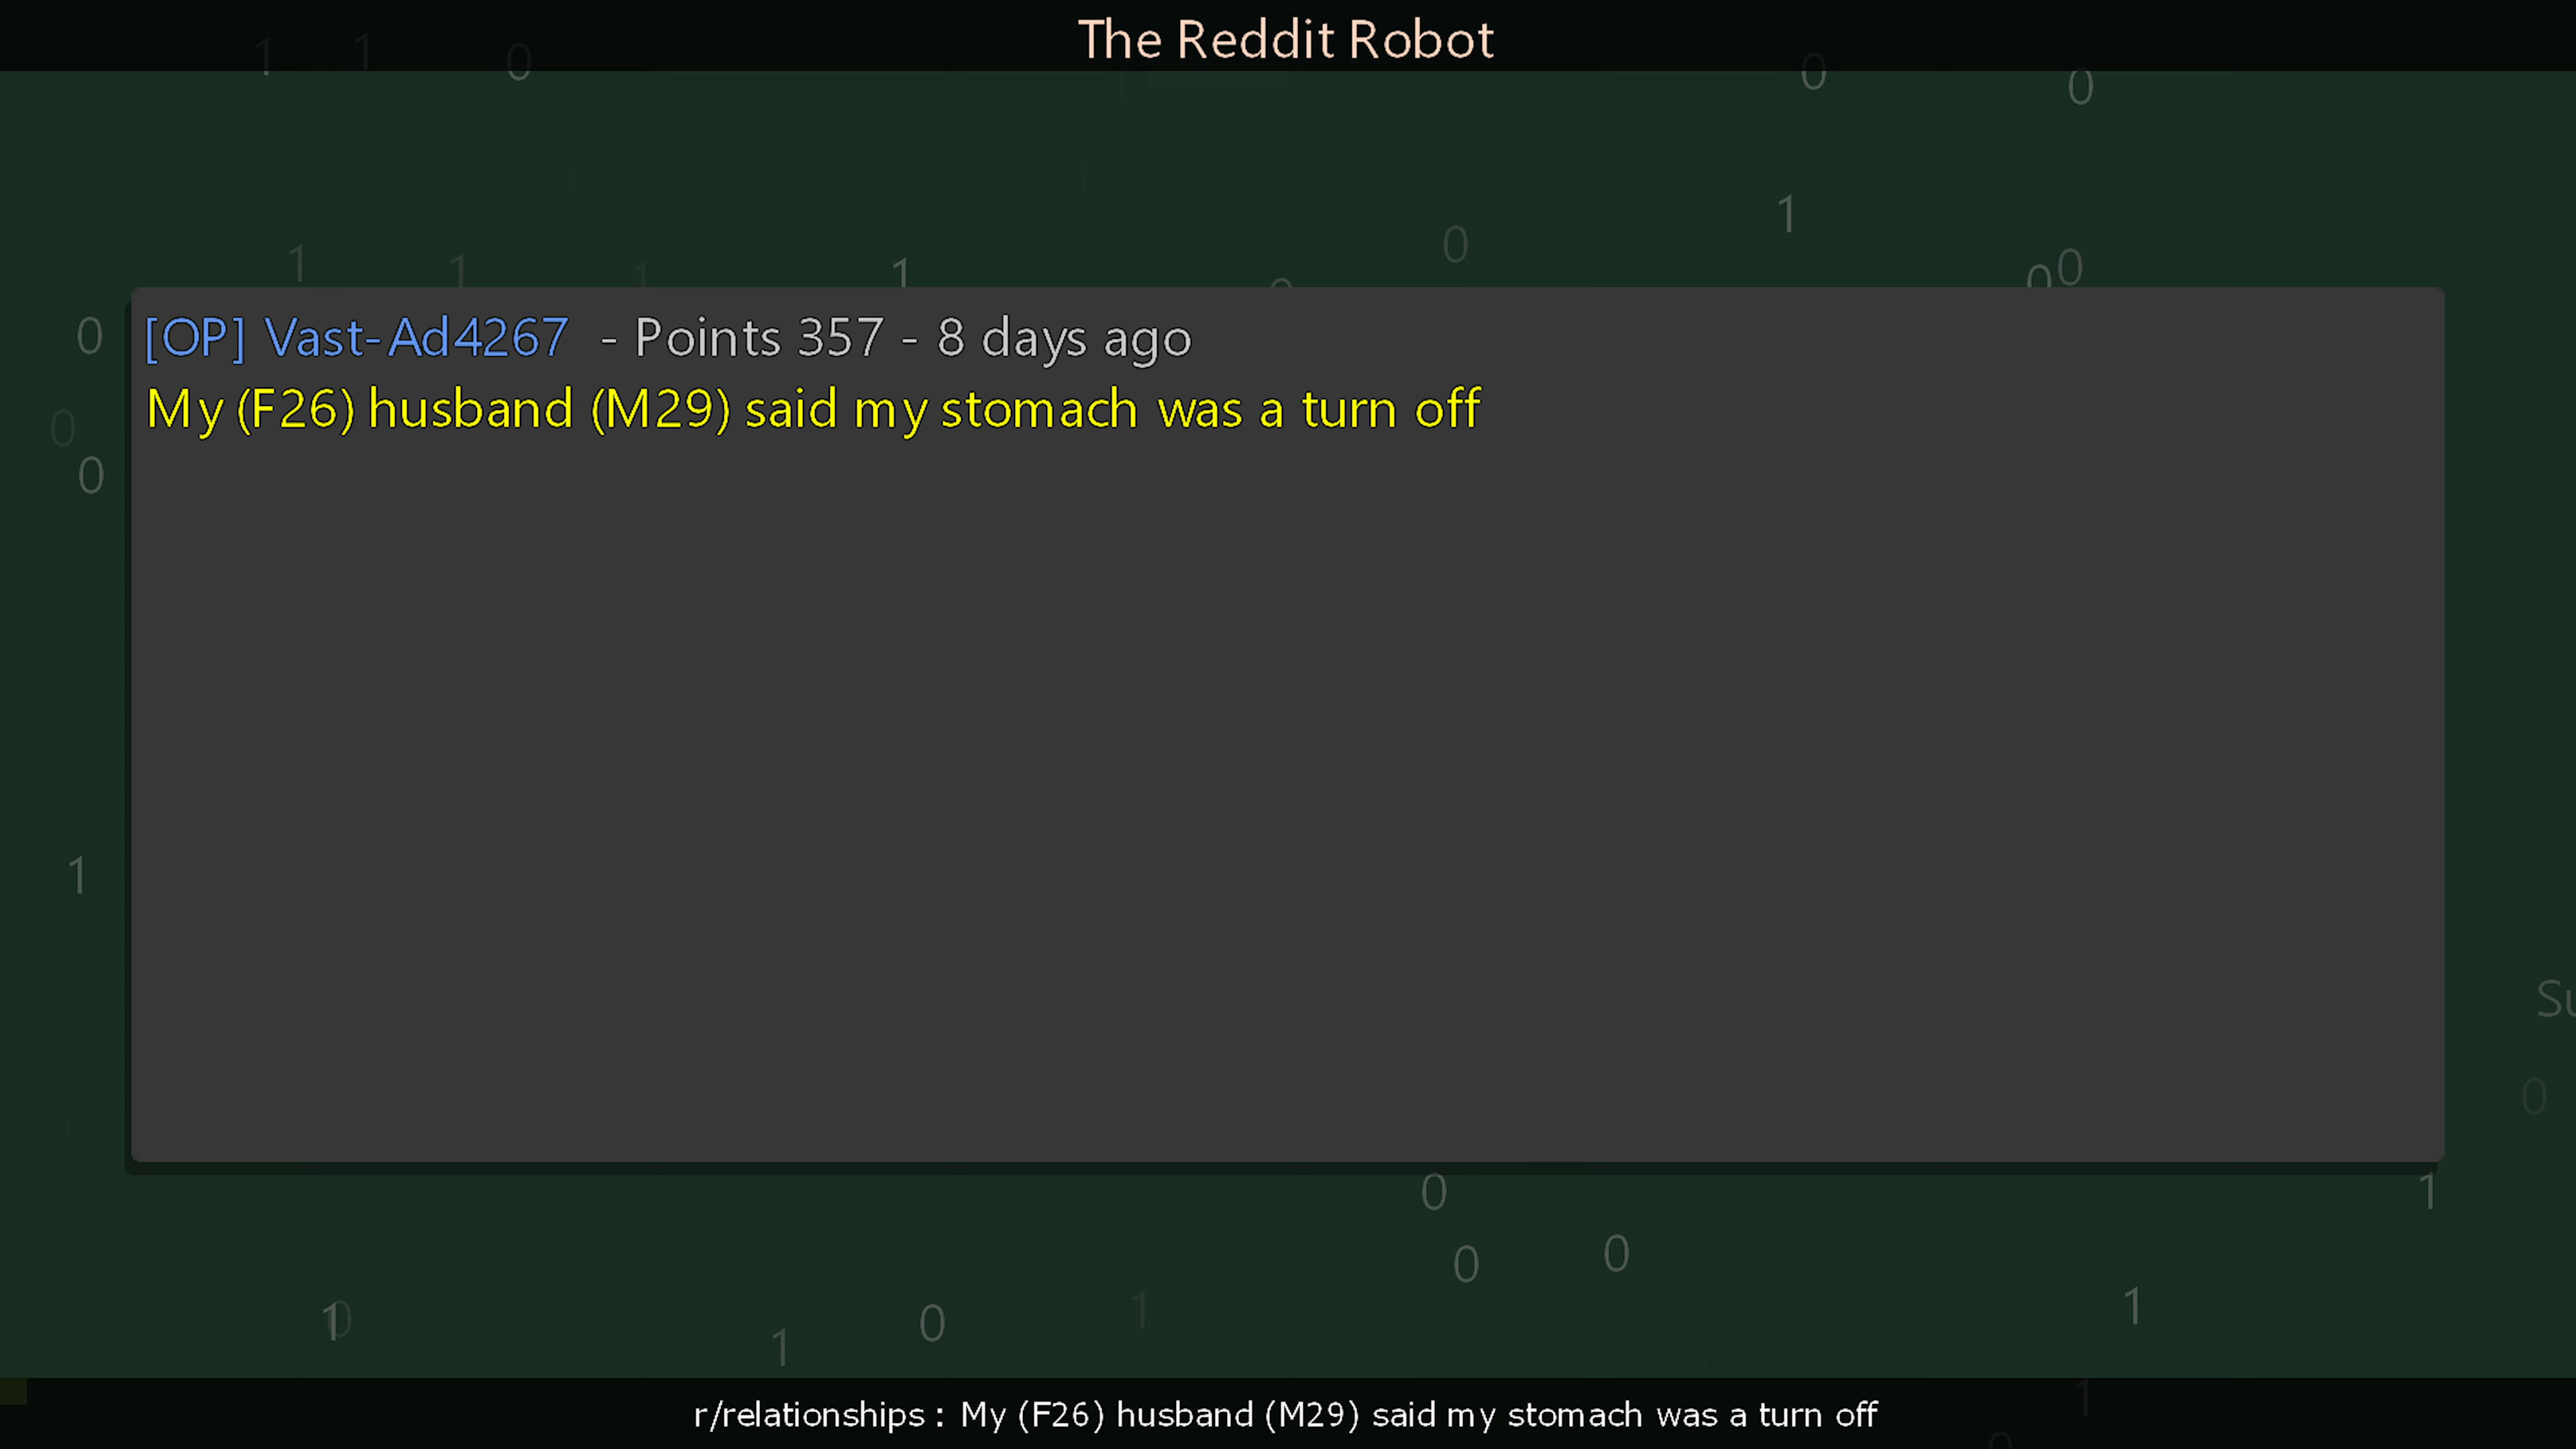 The Reddit Robot
[OP] Vast-Ad4267 - Points 357 - 8 days ago
My (F26) husband (M29) said my stomach was a turn off
Su
r/relationships : My (F26) husband (M29) said my stomach was a turn off